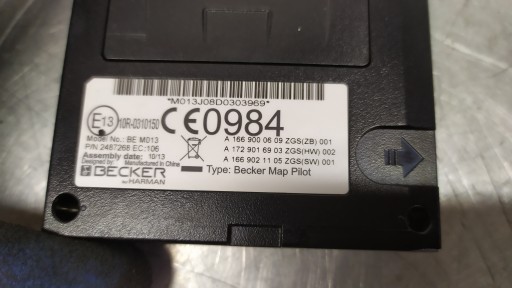 *M013J08D0303969*
E13 10R-0310150 CE0984
Model No.: BE M013
P/N 2487268 EC:106
Assembly date: 10/13
Designed by: Manufactured in China
BECKER
by HARMAN
A 166 900 06 09 ZGS(ZB) 001
A 172 901 69 03 ZGS(HW) 002
A 166 902 11 05 ZGS(SW) 001
Type: Becker Map Pilot